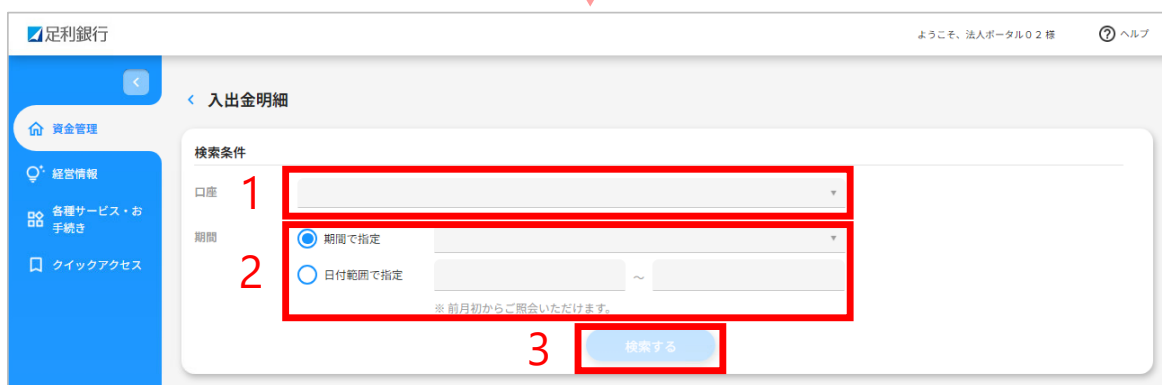 足利銀行
ようこそ、法人ポータル０２様
ヘルプ
入出金明細
資金管理
検索条件
経営情報
口座
1
各種サービス・お
手続き
期間
2
期間で指定
クイックアクセス
日付範囲で指定
～
※ 前月初からご照会いただけます。
3
検索する